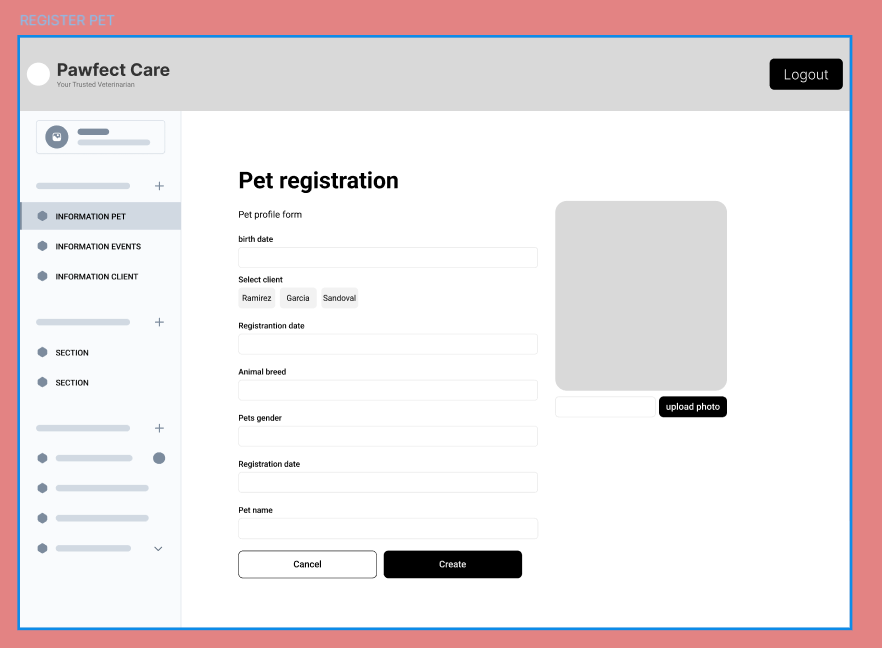 REGISTER PET
Pawfect Care
Your Trusted Veterinarian
Logout
INFORMATION PET
INFORMATION EVENTS
INFORMATION CLIENT
SECTION
SECTION
Pet registration
Pet profile form
birth date
Select client
Ramirez Garcia Sandoval
Registrantion date
Animal breed
Pets gender
Registration date
Pet name
Cancel Create
upload photo